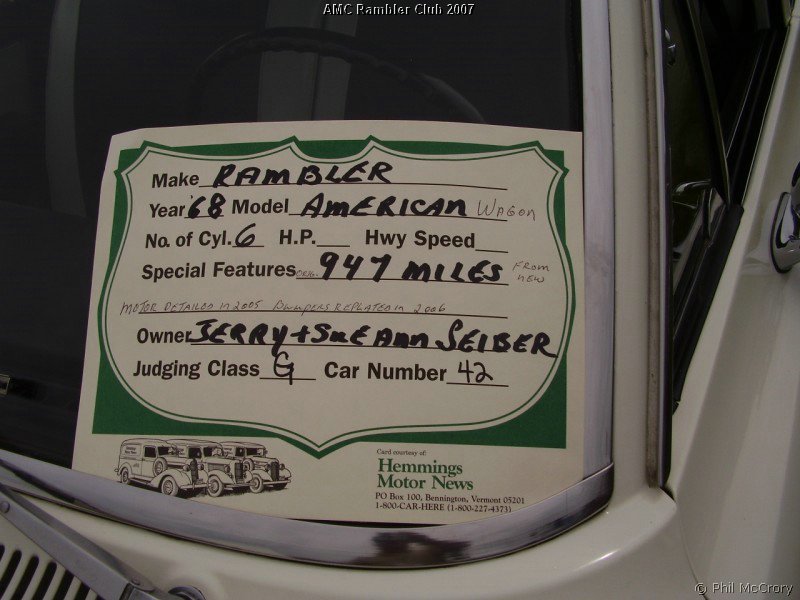 AMC Rambler Club 2007
Make RAMBLER
Year '68 Model AMERICAN WAGON
No. of Cyl. 6 H.P. Hwy Speed
Special Features ORIG. 947 MILES FROM NEW
MOTOR DETAILED IN 2005 BUMPERS REPLATED IN 2006
Owner JERRY + SUE ANN SEIBER
Judging Class G Car Number 42
Card courtesy of:
Hemmings
Motor News
PO Box 100, Bennington, Vermont 05201
1-800-CAR-HERE (1-800-227-4373)
© Phil McCrory